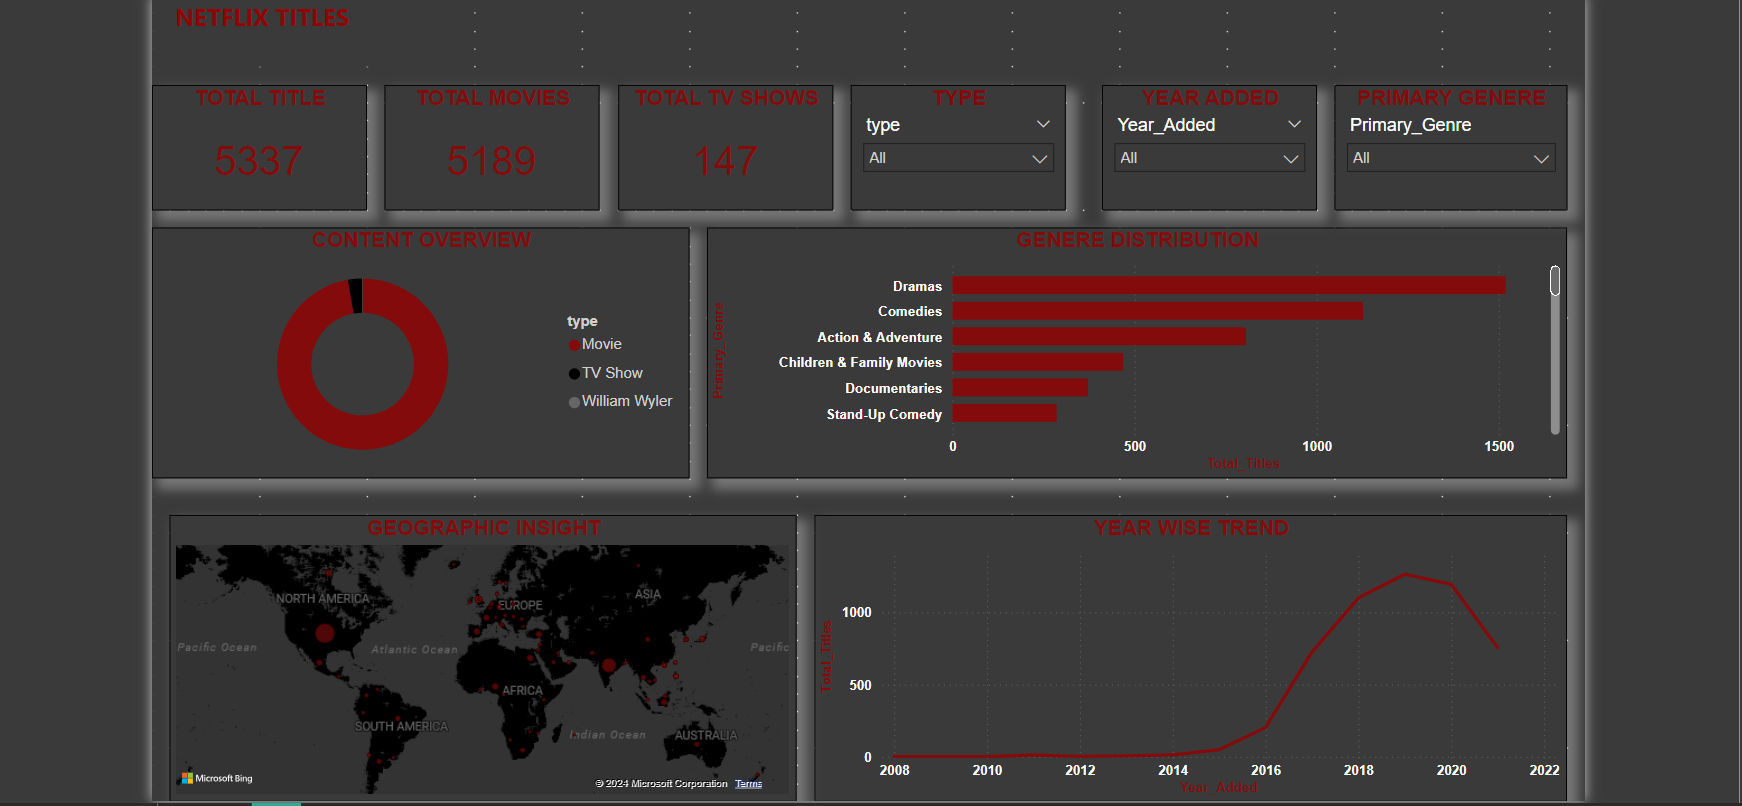 NETFLIX TITLES
TOTAL TITLE
5337
TOTAL MOVIES
5189
TOTAL TV SHOWS
147
TYPE
type
All
YEAR ADDED
Year_Added
All
PRIMARY GENERE
Primary_Genre
All
CONTENT OVERVIEW
type
Movie
TV Show
William Wyler
GENERE DISTRIBUTION
Primary_Genre
Dramas
Comedies
Action & Adventure
Children & Family Movies
Documentaries
Stand-Up Comedy
0 500 1000 1500
Total_Titles
GEOGRAPHIC INSIGHT
NORTH AMERICA
EUROPE
ASIA
Pacific Ocean
Atlantic Ocean
Pacific
AFRICA
SOUTH AMERICA
Indian Ocean
AUSTRALIA
Microsoft Bing
© 2024 Microsoft Corporation Terms
YEAR WISE TREND
Total_Titles
1000
500
0
2008 2010 2012 2014 2016 2018 2020 2022
Year_Added